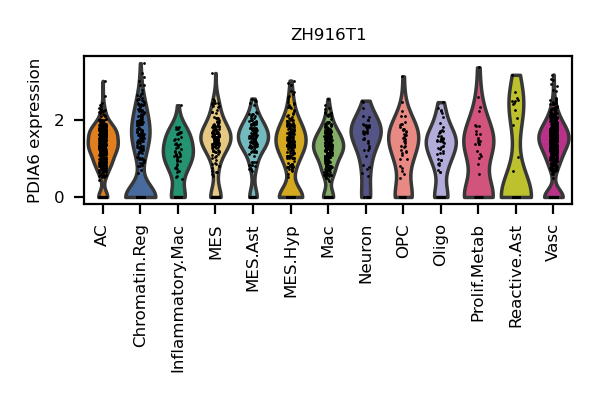 ZH916T1
PDIA6 expression
2
0
AC
Chromatin.Reg
Inflammatory.Mac
MES
MES.Ast
MES.Hyp
Mac
Neuron
OPC
Oligo
Prolif.Metab
Reactive.Ast
Vasc